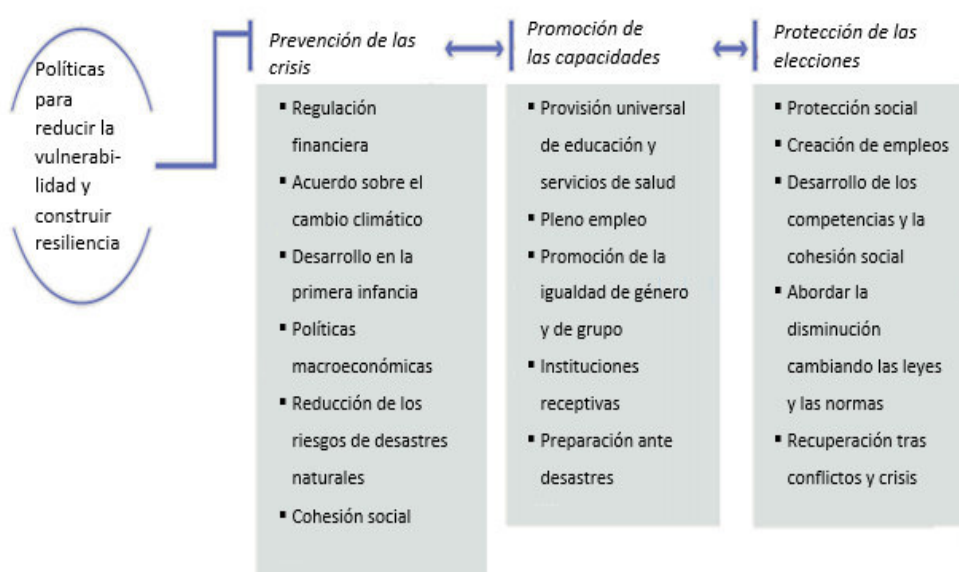 Políticas
para
reducir la
vulnerabi-
lidad y
construir
resiliencia
Prevención de las
crisis
▪ Regulación
financiera
▪ Acuerdo sobre el
cambio climático
▪ Desarrollo en la
primera infancia
▪ Políticas
macroeconómicas
▪ Reducción de los
riesgos de desastres
naturales
▪ Cohesión social
Promoción de
las capacidades
▪ Provisión universal
de educación y
servicios de salud
▪ Pleno empleo
▪ Promoción de la
igualdad de género
y de grupo
▪ Instituciones
receptivas
▪ Preparación ante
desastres
Protección de las
elecciones
▪ Protección social
▪ Creación de empleos
▪ Desarrollo de los
competencias y la
cohesión social
▪ Abordar la
disminución
cambiando las leyes
y las normas
▪ Recuperación tras
conflictos y crisis